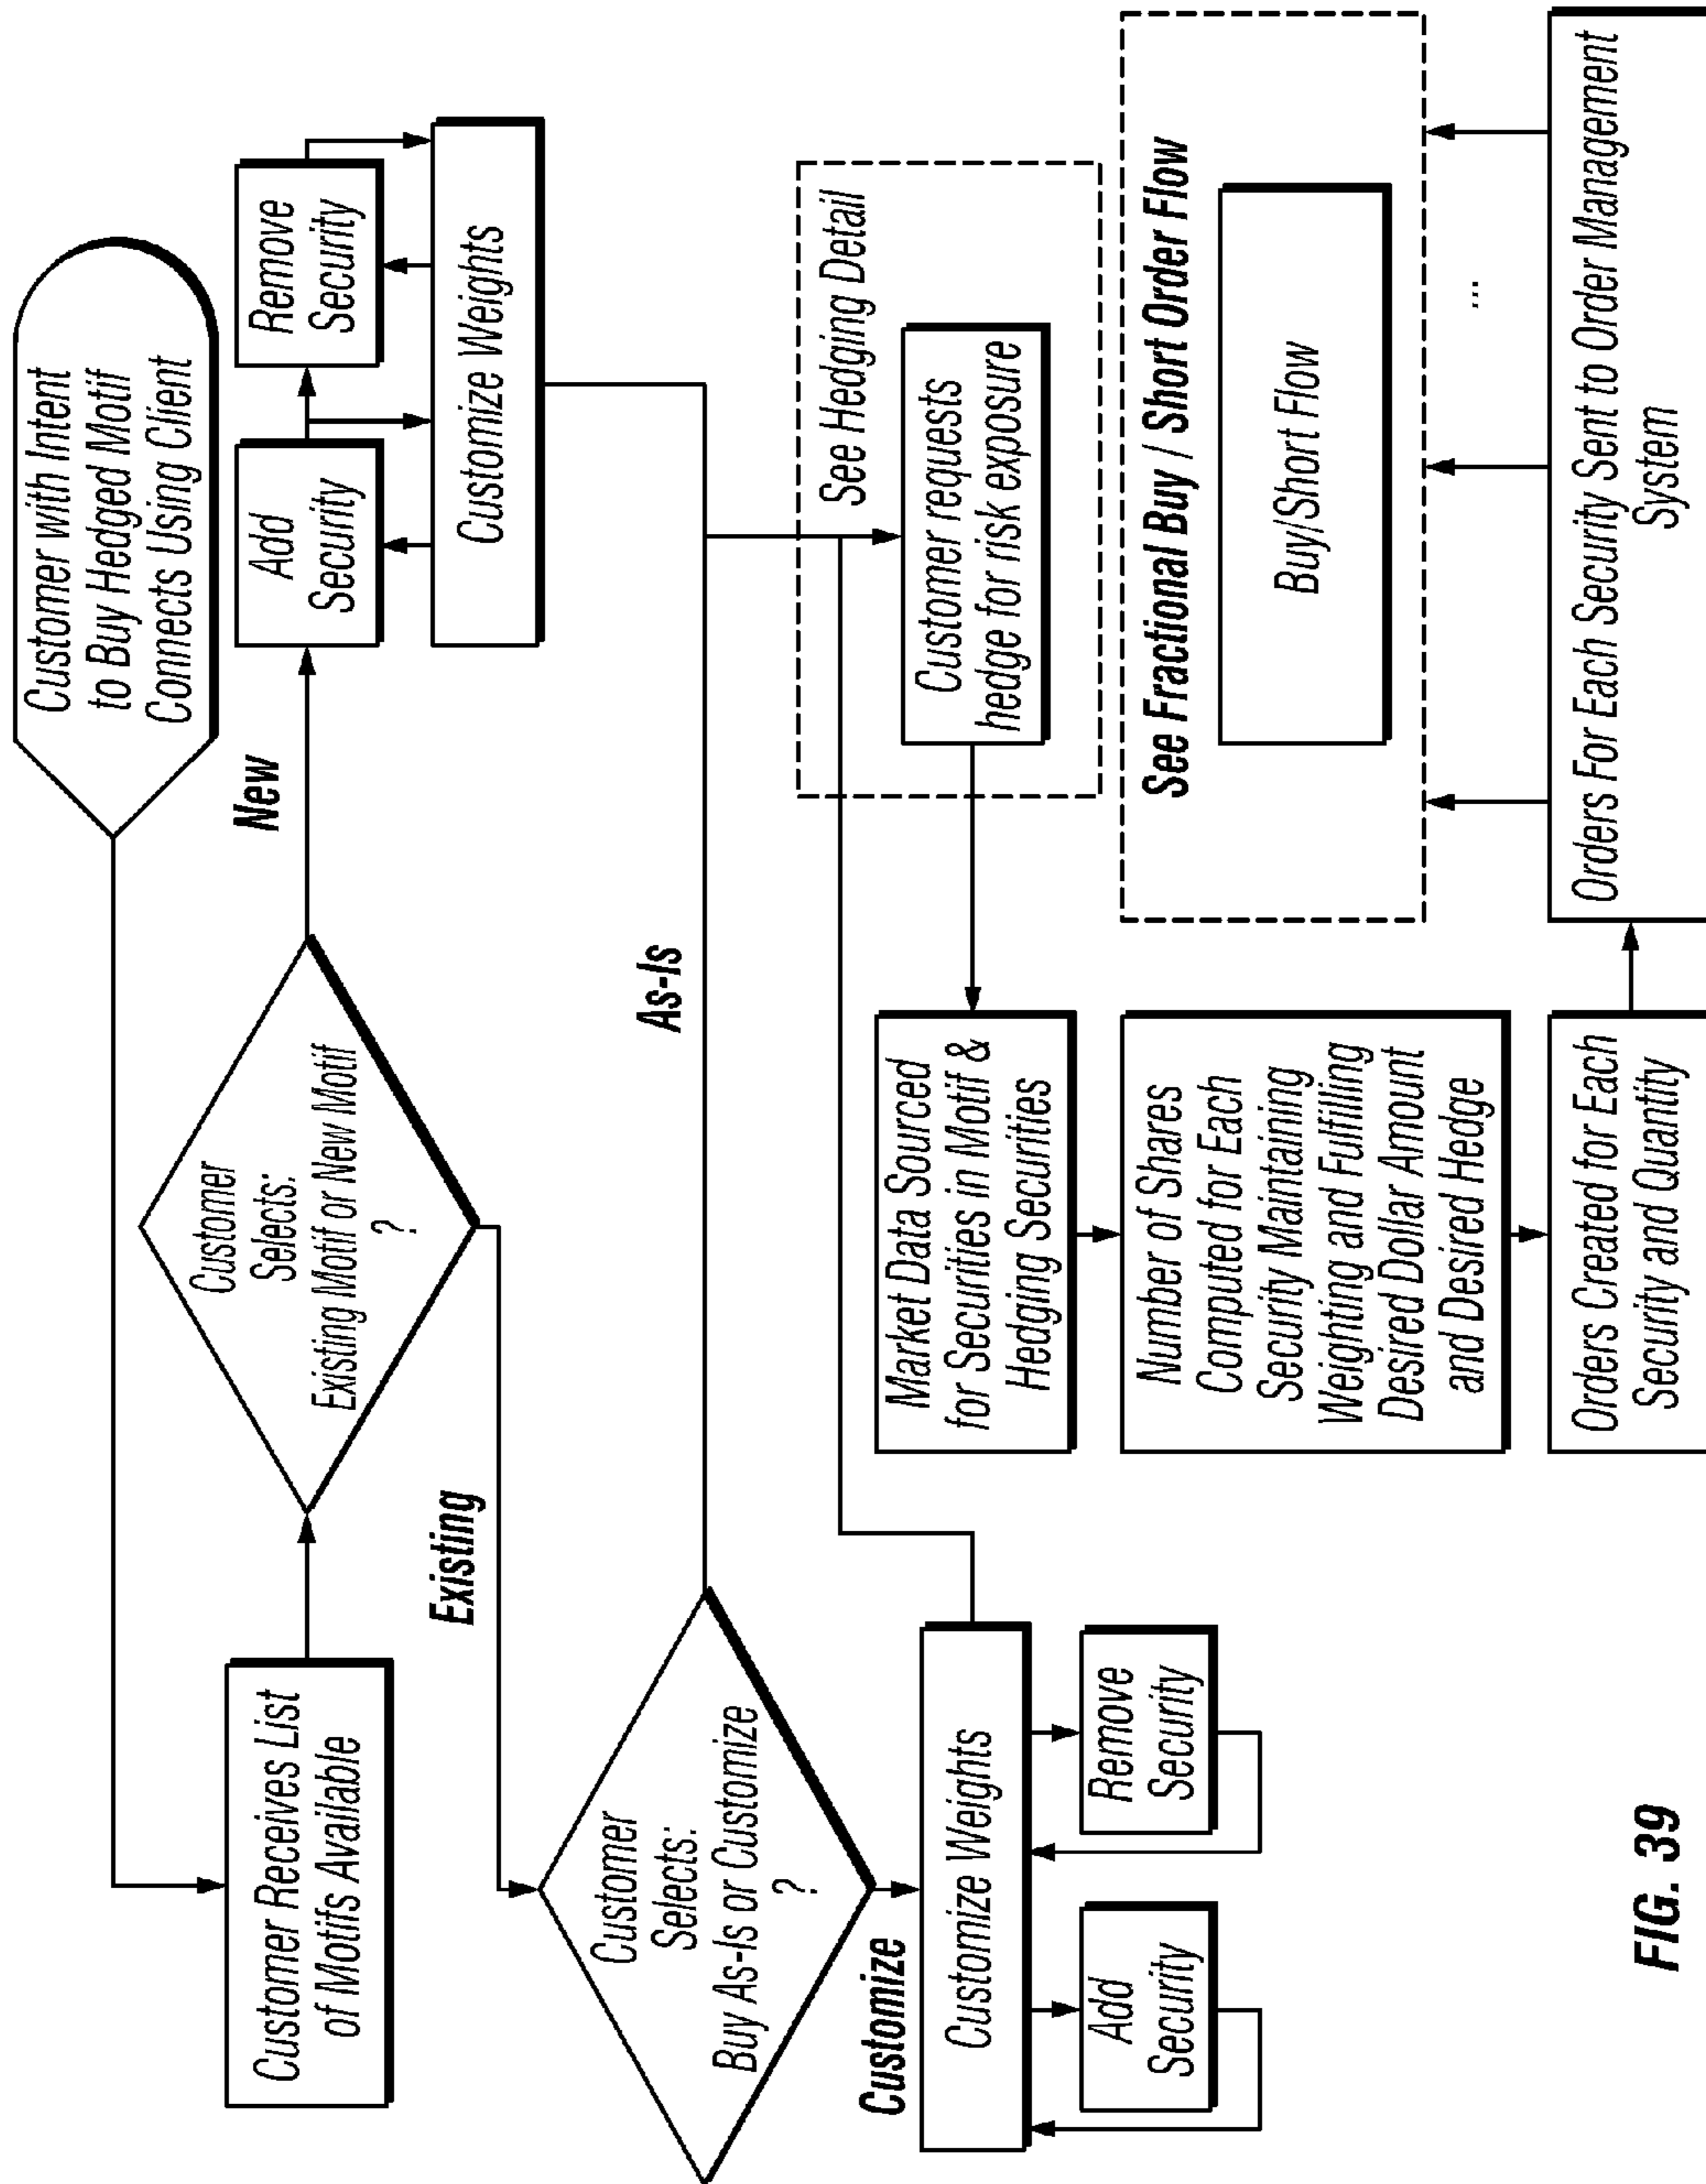 Customer with Intent
to Buy Hedged Motif
Connects Using Client
Customer Receives List
of Motifs Available
Customer
Selects:
Existing Motif or New Motif
?
New
Add
Security
Remove
Security
Customize Weights
Existing
Customer
Selects:
Buy As-Is or Customize
?
As-Is
Customize
Customize Weights
Add
Security
Remove
Security
See Hedging Detail
Customer requests
hedge for risk exposure
Market Data Sourced
for Securities in Motif &
Hedging Securities
Number of Shares
Computed for Each
Security Maintaining
Weighting and Fulfilling
Desired Dollar Amount
and Desired Hedge
See Fractional Buy / Short Order Flow
Buy/Short Flow
...
Orders Created for Each
Security and Quantity
Orders For Each Security Sent to Order Management
System
FIG. 39